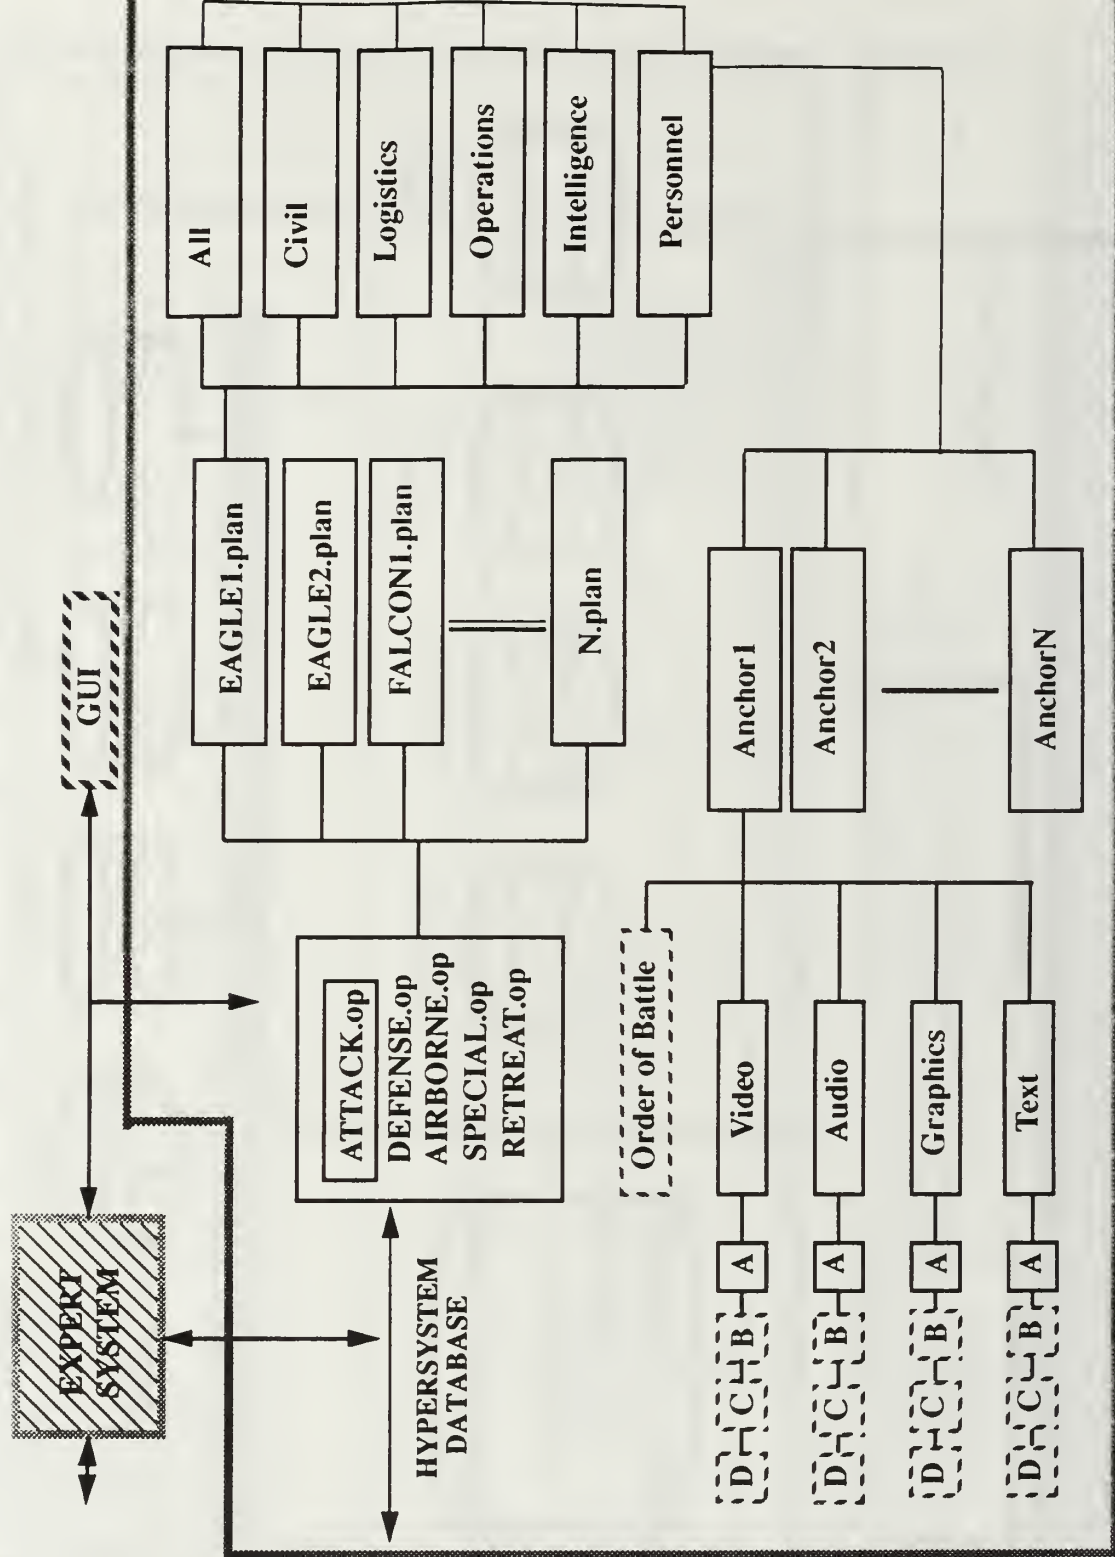 EXPERT
SYSTEM
GUI
HYPERSYSTEM
DATABASE
ATTACK.op
DEFENSE.op
AIRBORNE.op
SPECIAL.op
RETREAT.op
EAGLE1.plan
EAGLE2.plan
FALCON1.plan
N.plan
All
Civil
Logistics
Operations
Intelligence
Personnel
Order of Battle
D C B A Video
D C B A Audio
D C B A Graphics
D C B A Text
Anchor1
Anchor2
AnchorN